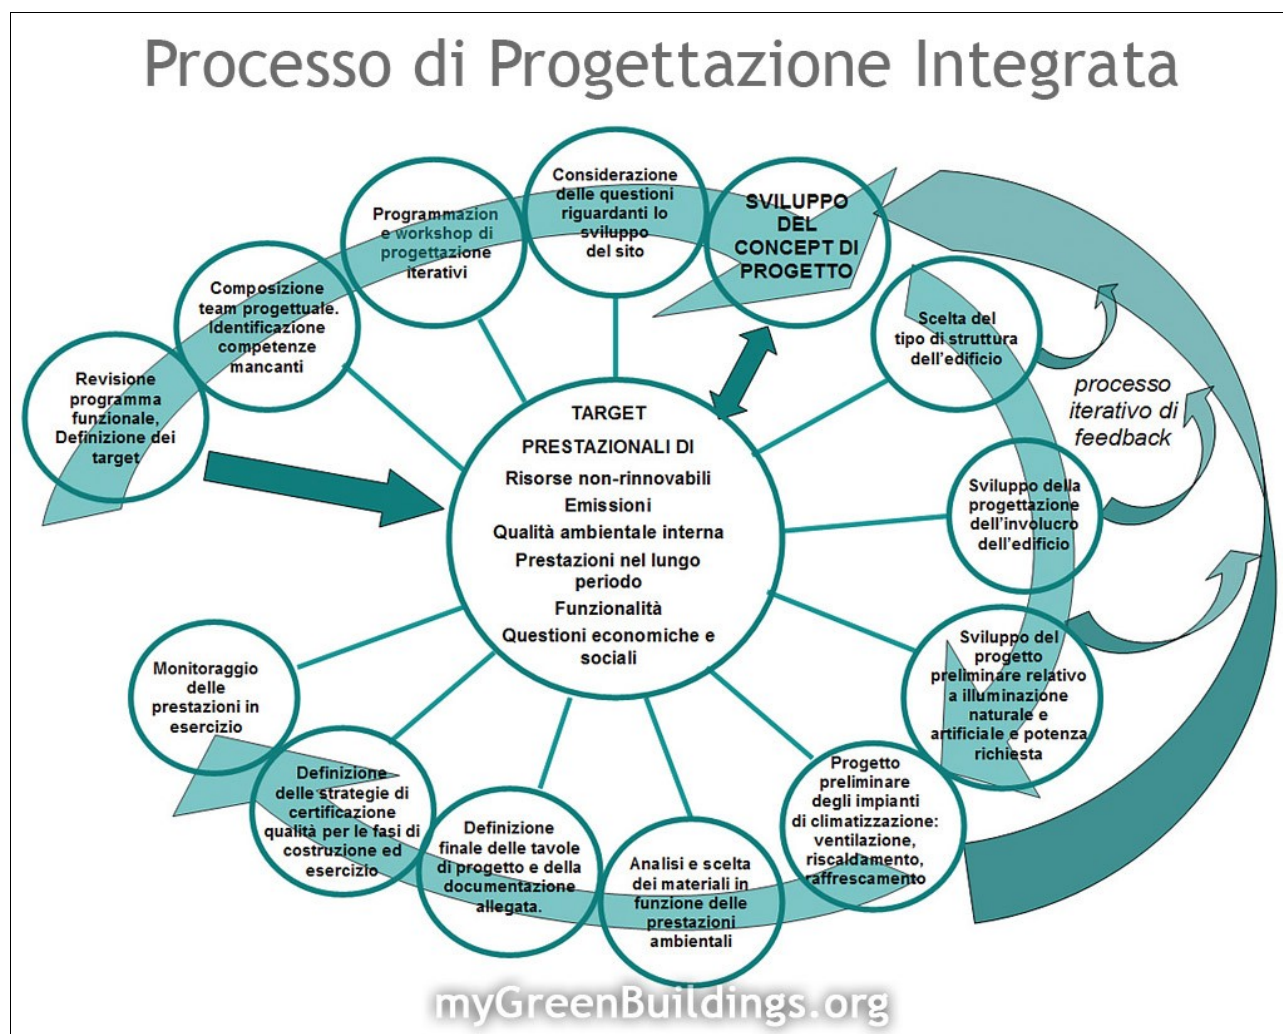 Processo di Progettazione Integrata
Revisione
programma
funzionale,
Definizione dei
target
Composizione
team progettuale.
Identificazione
competenze
mancanti
Programmazion
e workshop di
progettazione
iterativi
Considerazione
delle questioni
riguardanti lo
sviluppo
del sito
SVILUPPO
DEL
CONCEPT DI
PROGETTO
Scelta del
tipo di struttura
dell'edificio
processo
iterativo di
feedback
Sviluppo della
progettazione
dell'involucro
dell'edificio
Sviluppo del
progetto
preliminare relativo
a illuminazione
naturale e
artificiale e potenza
richiesta
Progetto
preliminare
degli impianti
di climatizzazione:
ventilazione,
riscaldamento,
raffrescamento
Analisi e scelta
dei materiali in
funzione delle
prestazioni
ambientali
Definizione
finale delle tavole
di progetto e della
documentazione
allegata.
Definizione
delle strategie di
certificazione
qualità per le fasi di
costruzione ed
esercizio
Monitoraggio
delle
prestazioni in
esercizio
TARGET
PRESTAZIONALI DI
Risorse non-rinnovabili
Emissioni
Qualità ambientale interna
Prestazioni nel lungo
periodo
Funzionalità
Questioni economiche e
sociali
myGreenBuildings.org